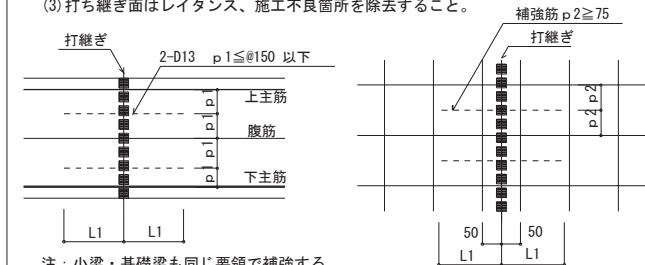 (3)打ち継ぎ面はレイタンス、施工不良箇所を除去すること。
打継ぎ
2-D13 p1≦@150 以下
p1
上主筋
p1
腹筋
p1
p1
下主筋
L1 L1
補強筋p2≧75
打継ぎ
p2
p2
50 50
L1 L1
注:小梁・基礎梁も同じ要領で補強する